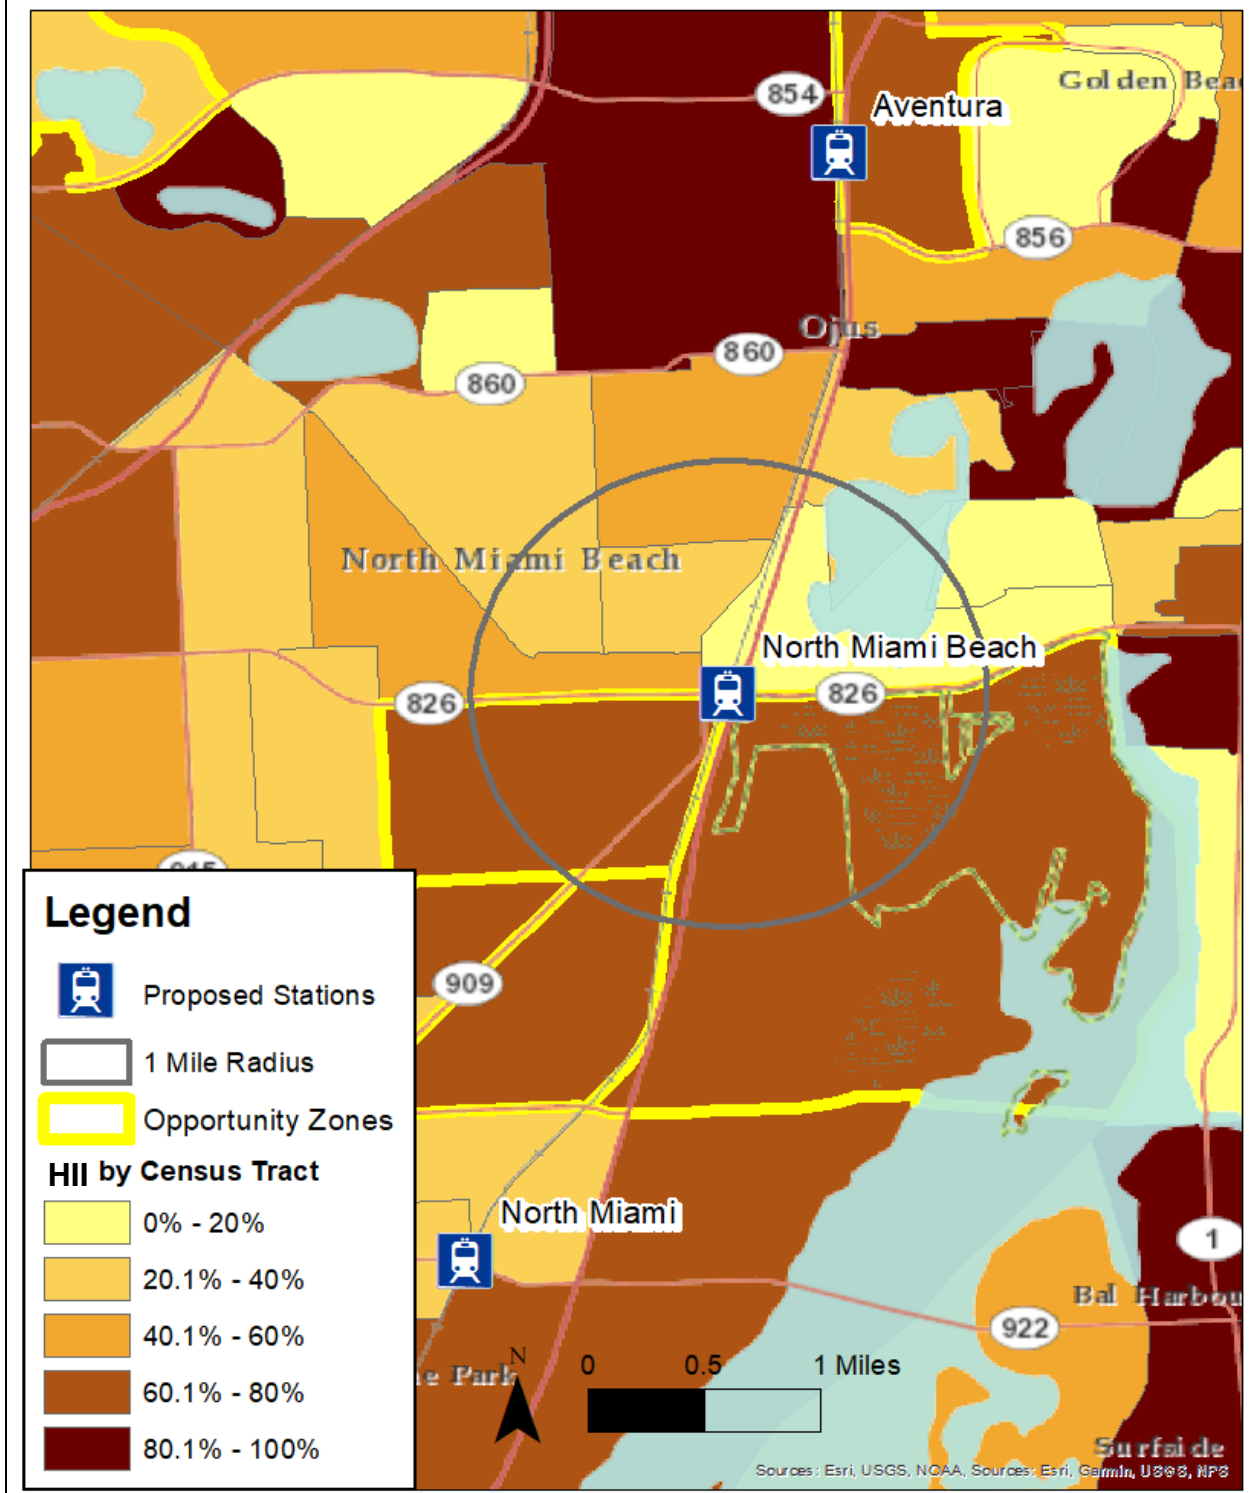 854
Aventura
Golden Bea
856
Ojus
860
860
North Miami Beach
North Miami Beach
826
826
909
Legend
Proposed Stations
1 Mile Radius
Opportunity Zones
HII by Census Tract
0% - 20%
20.1% - 40%
40.1% - 60%
60.1% - 80%
80.1% - 100%
North Miami
1
Bal Harbou
922
e Park
N
0 0.5 1 Miles
Surfside
Sources: Esri, USGS, NOAA, Sources: Esri, Garmin, USGS, NPS